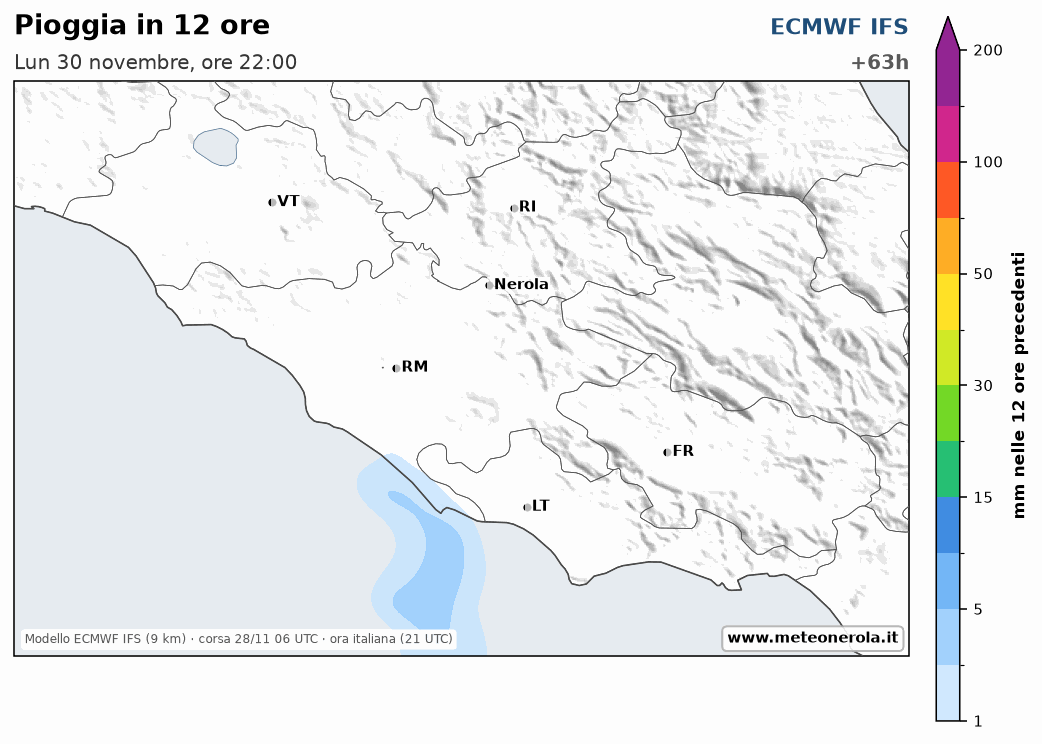 Pioggia in 12 ore
ECMWF IFS
Lun 30 novembre, ore 22:00
+63h
VT
RI
Nerola
RM
FR
LT
Modello ECMWF IFS (9 km) · corsa 28/11 06 UTC · ora italiana (21 UTC)
www.meteonerola.it
200
100
50
30
15
5
1
mm nelle 12 ore precedenti